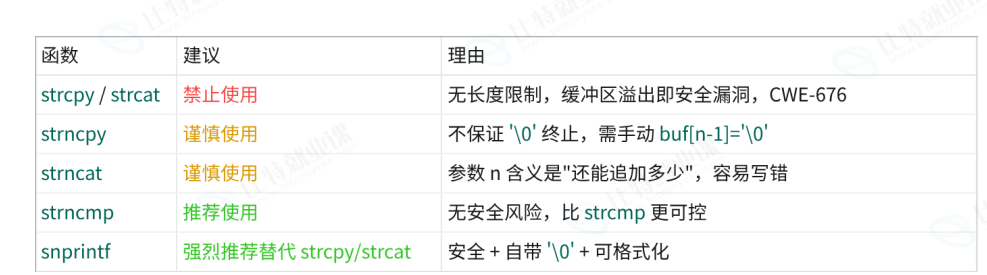 函数 建议 理由
strcpy / strcat 禁止使用 无长度限制，缓冲区溢出即安全漏洞，CWE-676
strncpy 谨慎使用 不保证 '\0' 终止，需手动 buf[n-1]='\0'
strncat 谨慎使用 参数 n 含义是"还能追加多少"，容易写错
strncmp 推荐使用 无安全风险，比 strcmp 更可控
snprintf 强烈推荐替代 strcpy/strcat 安全 + 自带 '\0' + 可格式化
比特就业课